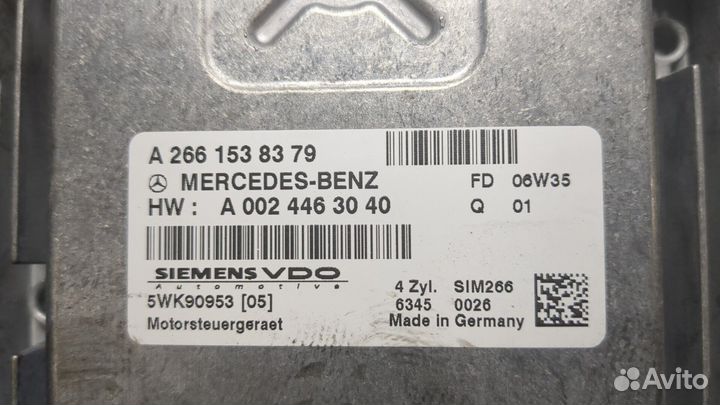 A 266 153 83 79
MERCEDES-BENZ
FD 06W35
HW : A 002 446 30 40
Q 01
SIEMENS VDO
Automotive
4 Zyl. SIM266
5WK90953 [05]
6345 0026
Motorsteuergeraet
Made in Germany
Avito